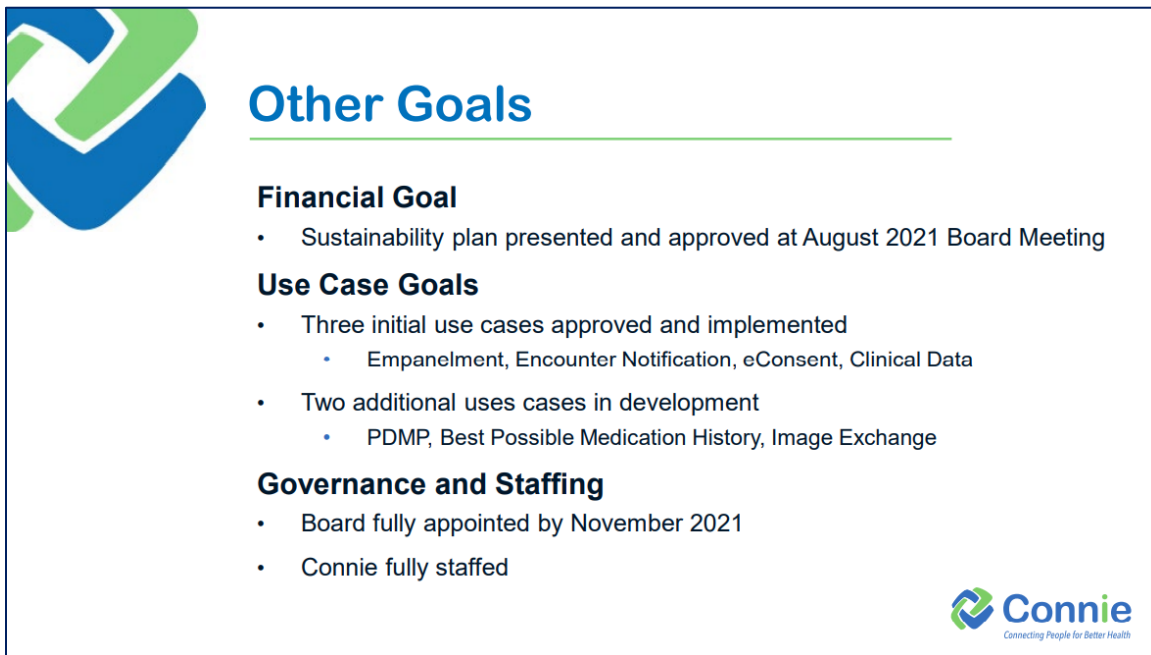 Other Goals
Financial Goal
• Sustainability plan presented and approved at August 2021 Board Meeting
Use Case Goals
• Three initial use cases approved and implemented
• Empanelment, Encounter Notification, eConsent, Clinical Data
• Two additional uses cases in development
• PDMP, Best Possible Medication History, Image Exchange
Governance and Staffing
• Board fully appointed by November 2021
• Connie fully staffed
Connie
Connecting People for Better Health